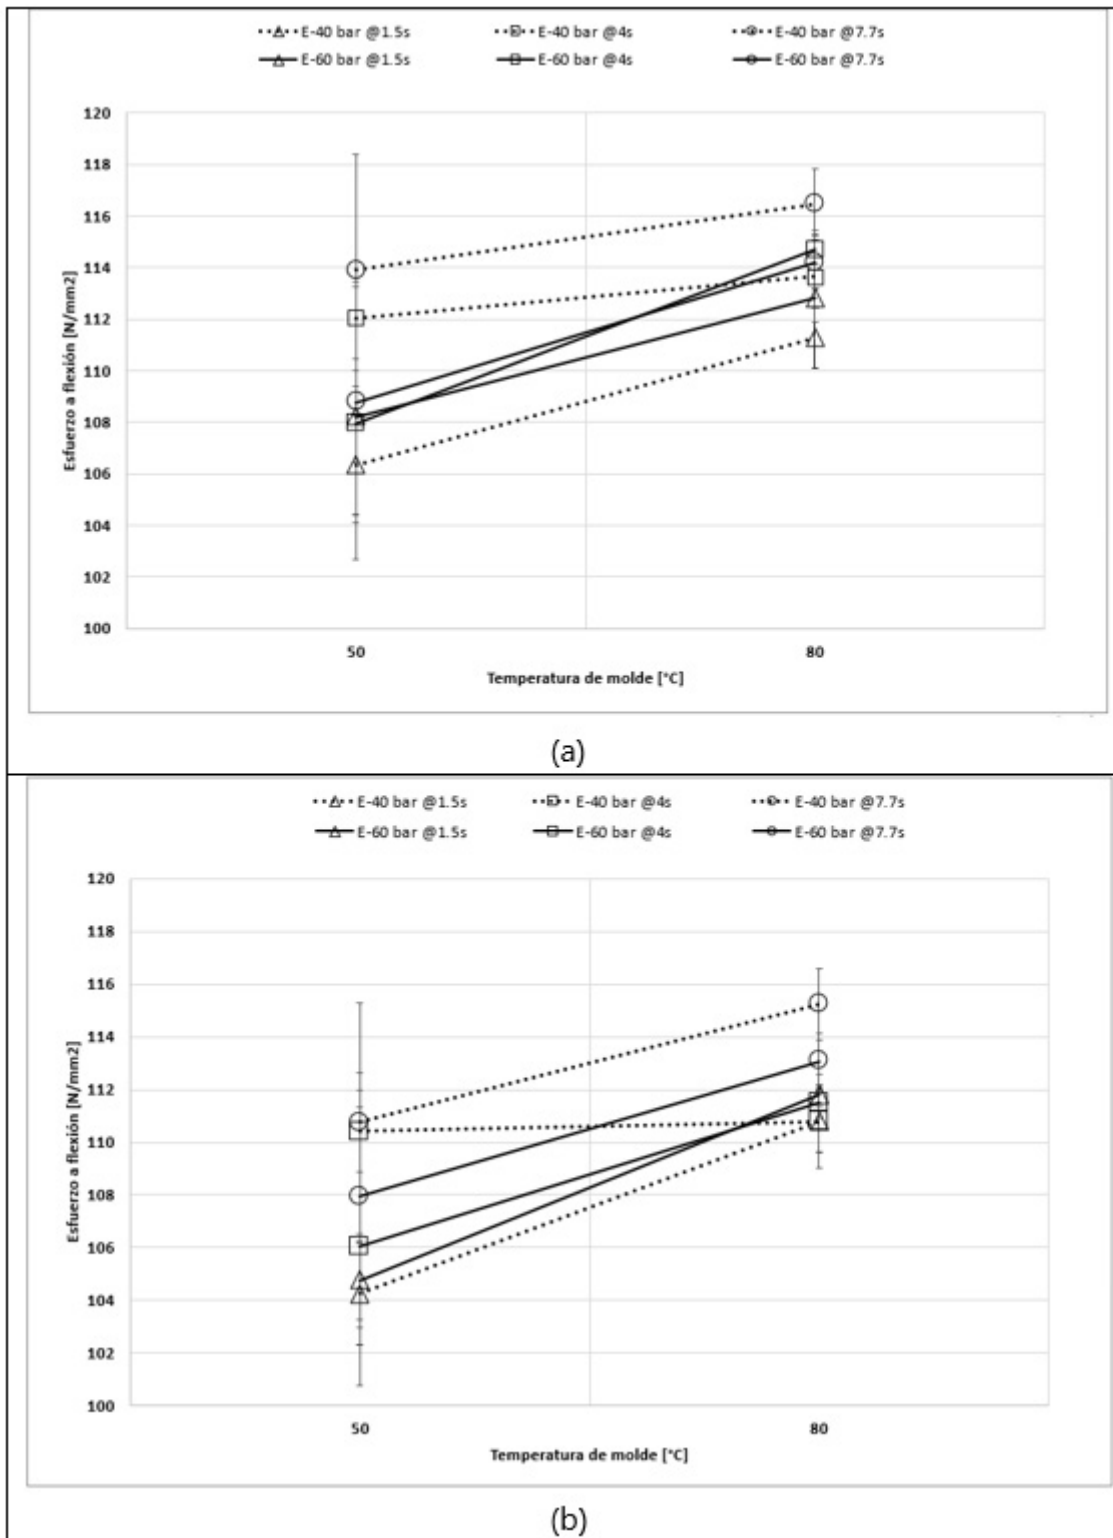 E-40 bar @1.5s E-40 bar @4s E-40 bar @7.7s
E-60 bar @1.5s E-60 bar @4s E-60 bar @7.7s
120
118
116
114
112
110
108
106
104
102
100
Esfuerzo a flexión [N/mm2]
50 80
Temperatura de molde [°C]
(a)
E-40 bar @1.5s E-40 bar @4s E-40 bar @7.7s
E-60 bar @1.5s E-60 bar @4s E-60 bar @7.7s
120
118
116
114
112
110
108
106
104
102
100
Esfuerzo a flexión [N/mm2]
50 80
Temperatura de molde [°C]
(b)